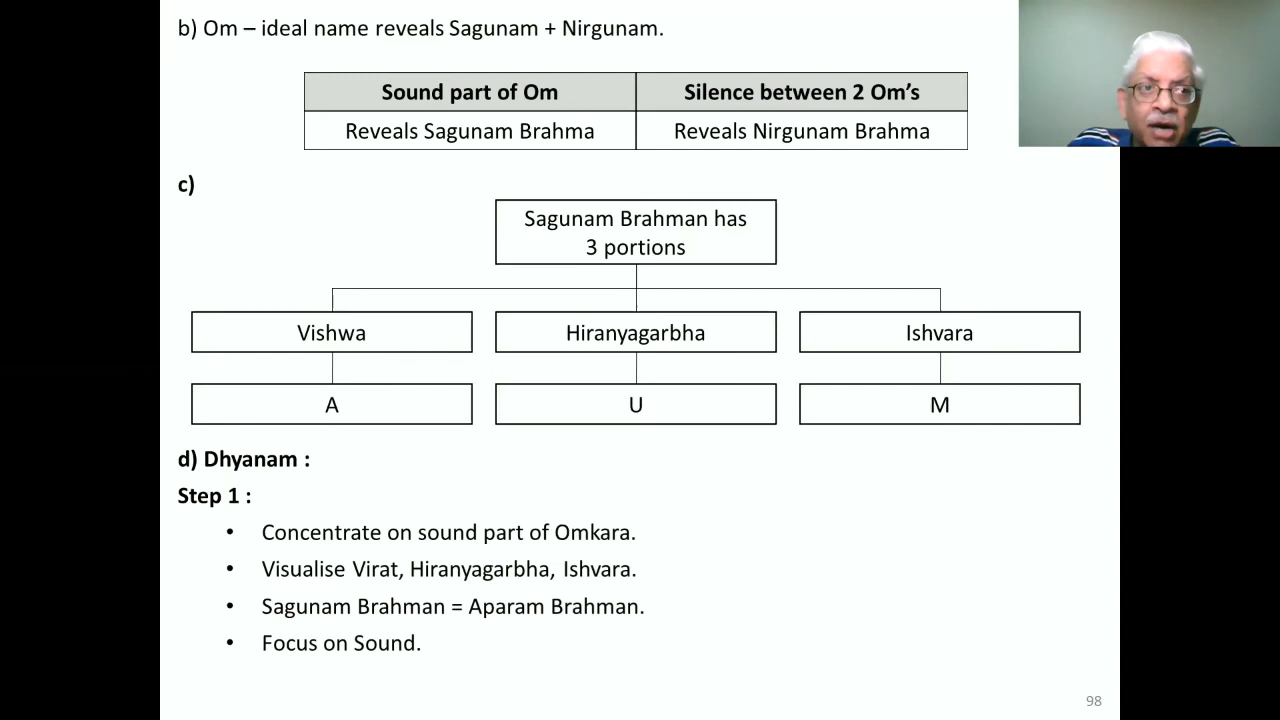 b) Om – ideal name reveals Sagunam + Nirgunam.
Sound part of Om
Silence between 2 Om’s
Reveals Sagunam Brahma
Reveals Nirgunam Brahma
c)
Sagunam Brahman has
3 portions
Vishwa
Hiranyagarbha
Ishvara
A
U
M
d) Dhyanam :
Step 1 :
• Concentrate on sound part of Omkara.
• Visualise Virat, Hiranyagarbha, Ishvara.
• Sagunam Brahman = Aparam Brahman.
• Focus on Sound.
98